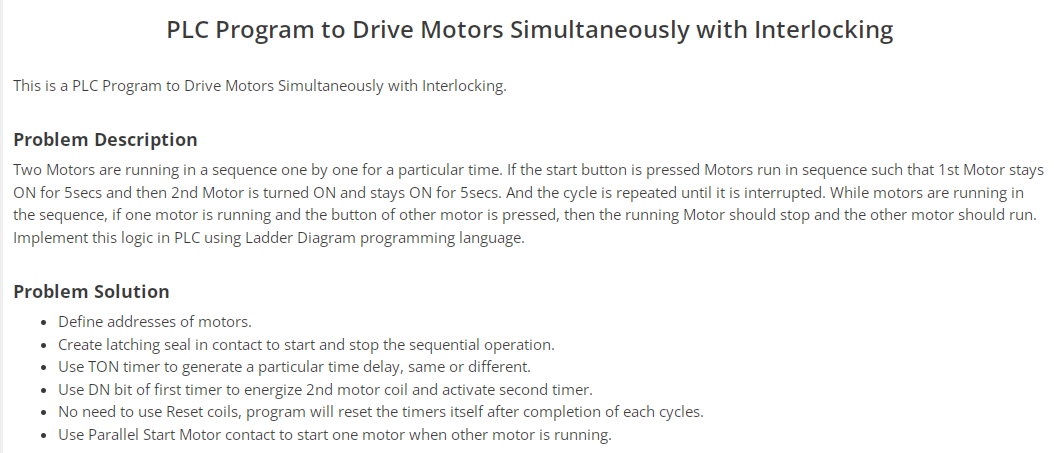 PLC Program to Drive Motors Simultaneously with Interlocking
This is a PLC Program to Drive Motors Simultaneously with Interlocking.
Problem Description
Two Motors are running in a sequence one by one for a particular time. If the start button is pressed Motors run in sequence such that 1st Motor stays
ON for 5secs and then 2nd Motor is turned ON and stays ON for 5secs. And the cycle is repeated until it is interrupted. While motors are running in
the sequence, if one motor is running and the button of other motor is pressed, then the running Motor should stop and the other motor should run.
Implement this logic in PLC using Ladder Diagram programming language.
Problem Solution
• Define addresses of motors.
• Create latching seal in contact to start and stop the sequential operation.
• Use TON timer to generate a particular time delay, same or different.
• Use DN bit of first timer to energize 2nd motor coil and activate second timer.
• No need to use Reset coils, program will reset the timers itself after completion of each cycles.
• Use Parallel Start Motor contact to start one motor when other motor is running.